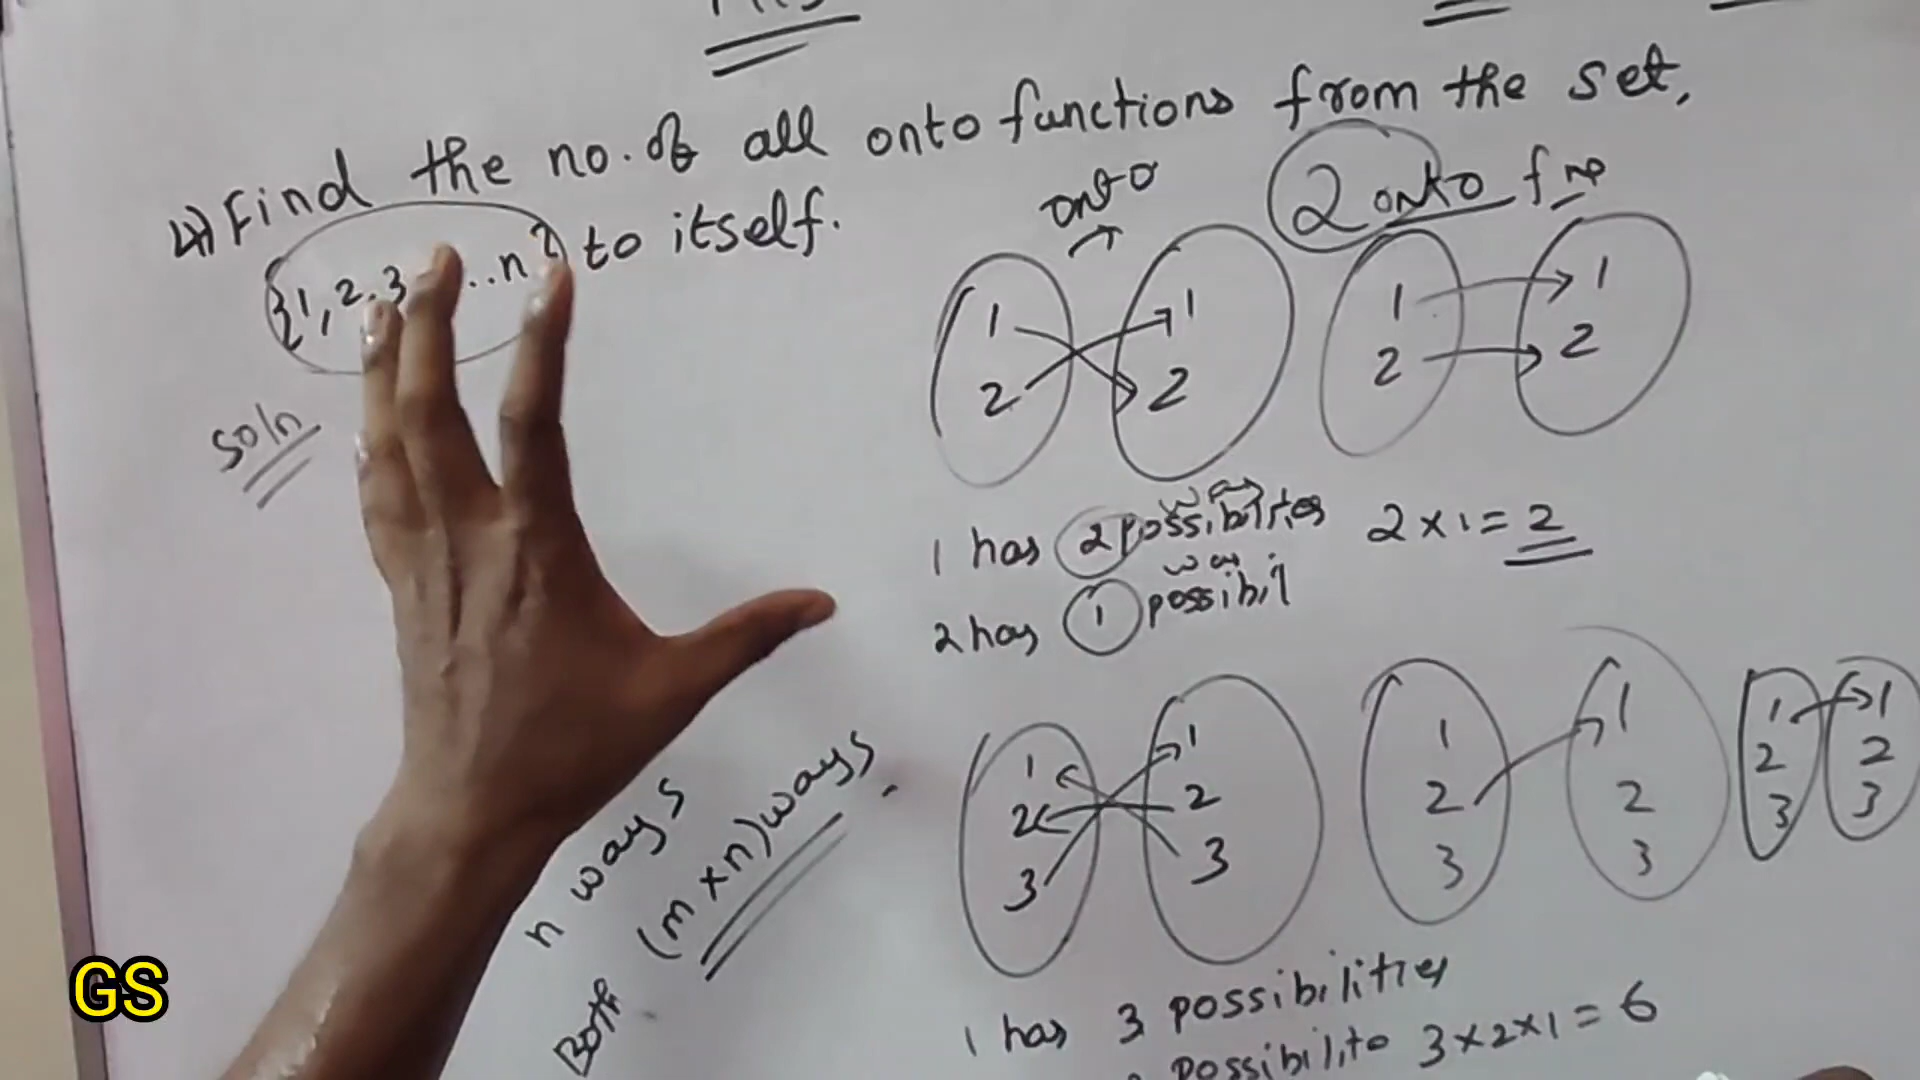 4) Find the no. of all onto functions from the set,
{1, 2, 3 ... n} to itself.
soln
onto
2 onto fns
1 1
2 2
1 1
2 2
1 has 2 possibilities 2 x 1 = 2
ways
2 has 1 possibil
way
n ways
Both (m x n) ways.
1 1
2 2
3 3
1 1
2 2
3 3
1 1
2 2
3 3
1 has 3 possibilities
3 x 2 x 1 = 6
GS